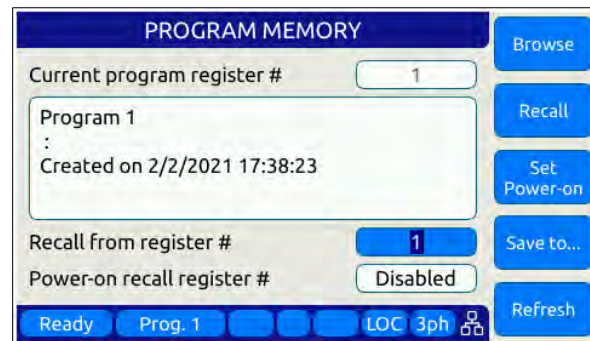 PROGRAM MEMORY
Current program register # 1
Program 1
:
Created on 2/2/2021 17:38:23
Recall from register # 1
Power-on recall register # Disabled
Ready Prog. 1 LOC 3ph
Browse
Recall
Set
Power-on
Save to...
Refresh